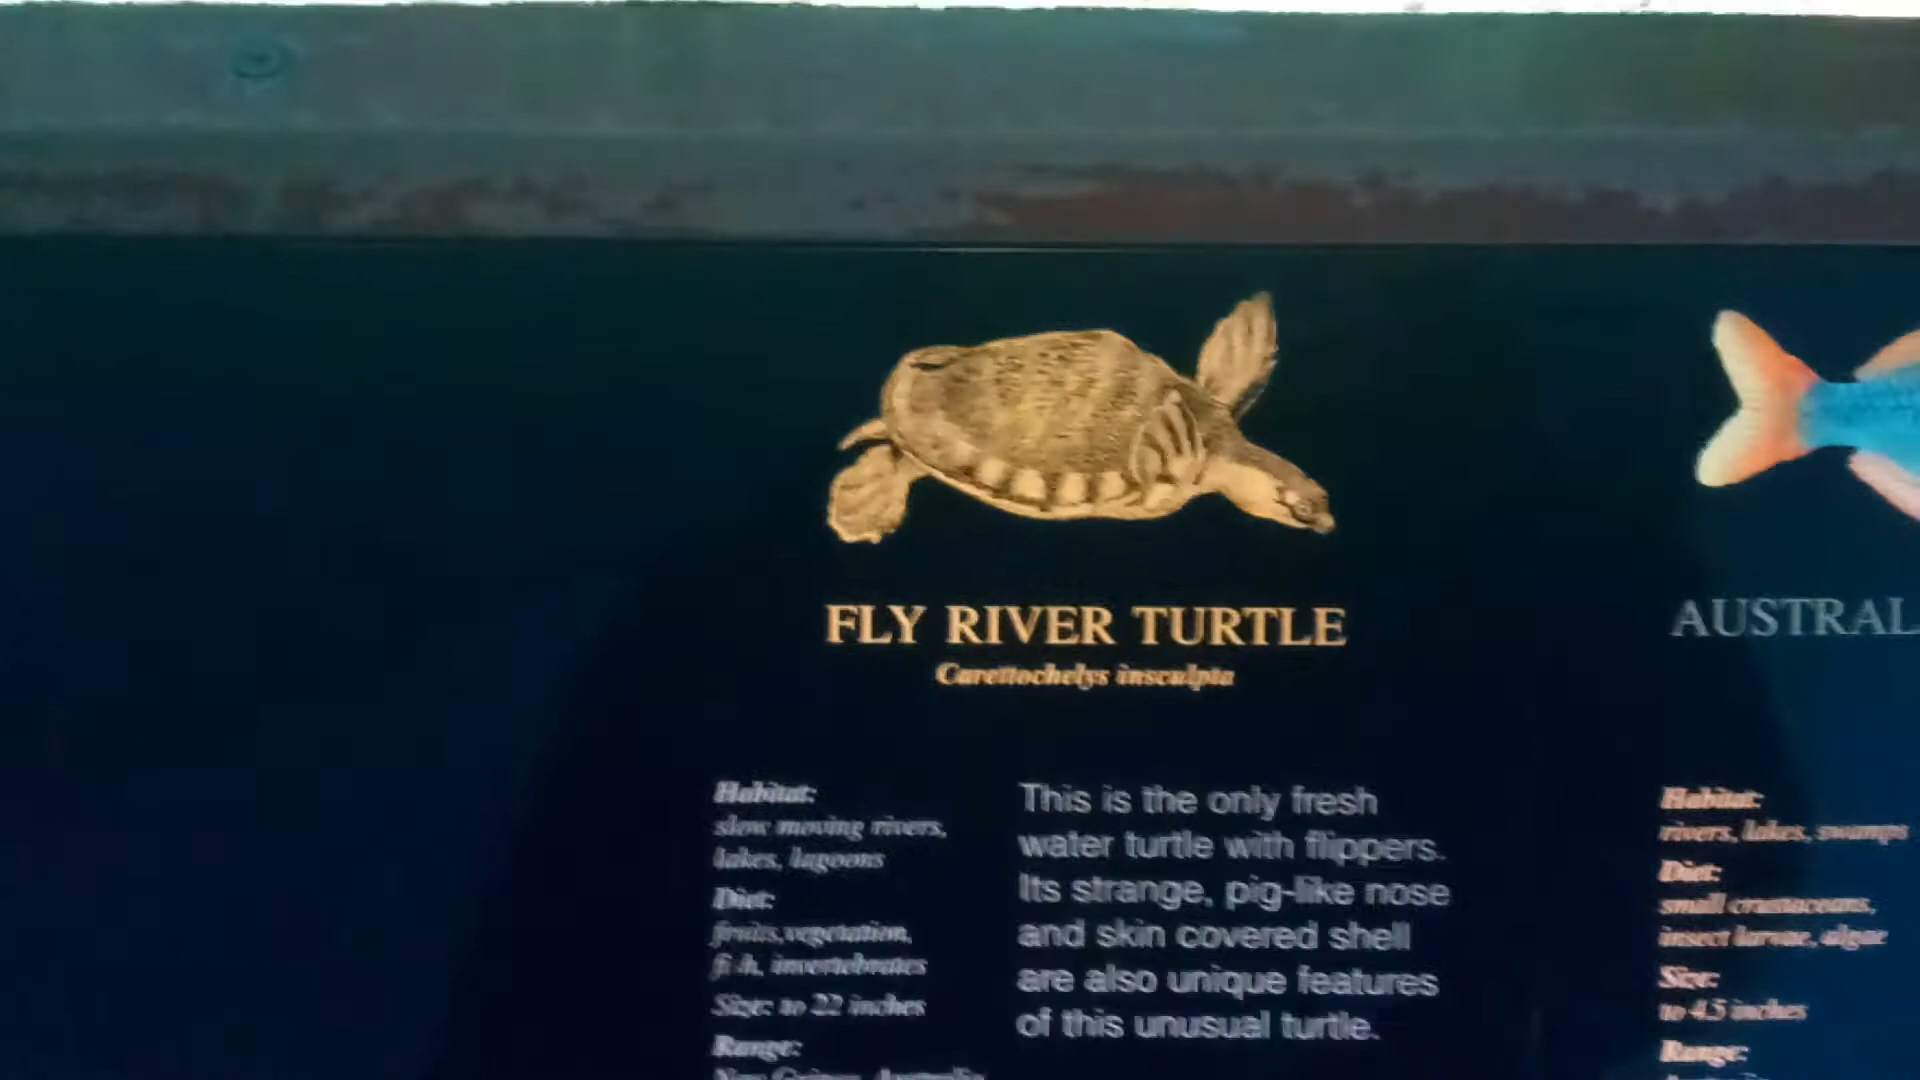 FLY RIVER TURTLE
Carettochelys insculpta
Habitat:
slow moving rivers,
lakes, lagoons
Diet:
fruits, vegetation,
fish, invertebrates
Size: to 22 inches
Range:
New Guinea, Australia
This is the only fresh
water turtle with flippers.
Its strange, pig-like nose
and skin covered shell
are also unique features
of this unusual turtle.
AUSTRAL
Habitat:
rivers, lakes, swamps
Diet:
small crustaceans,
insect larvae, algae
Size:
to 4.5 inches
Range: